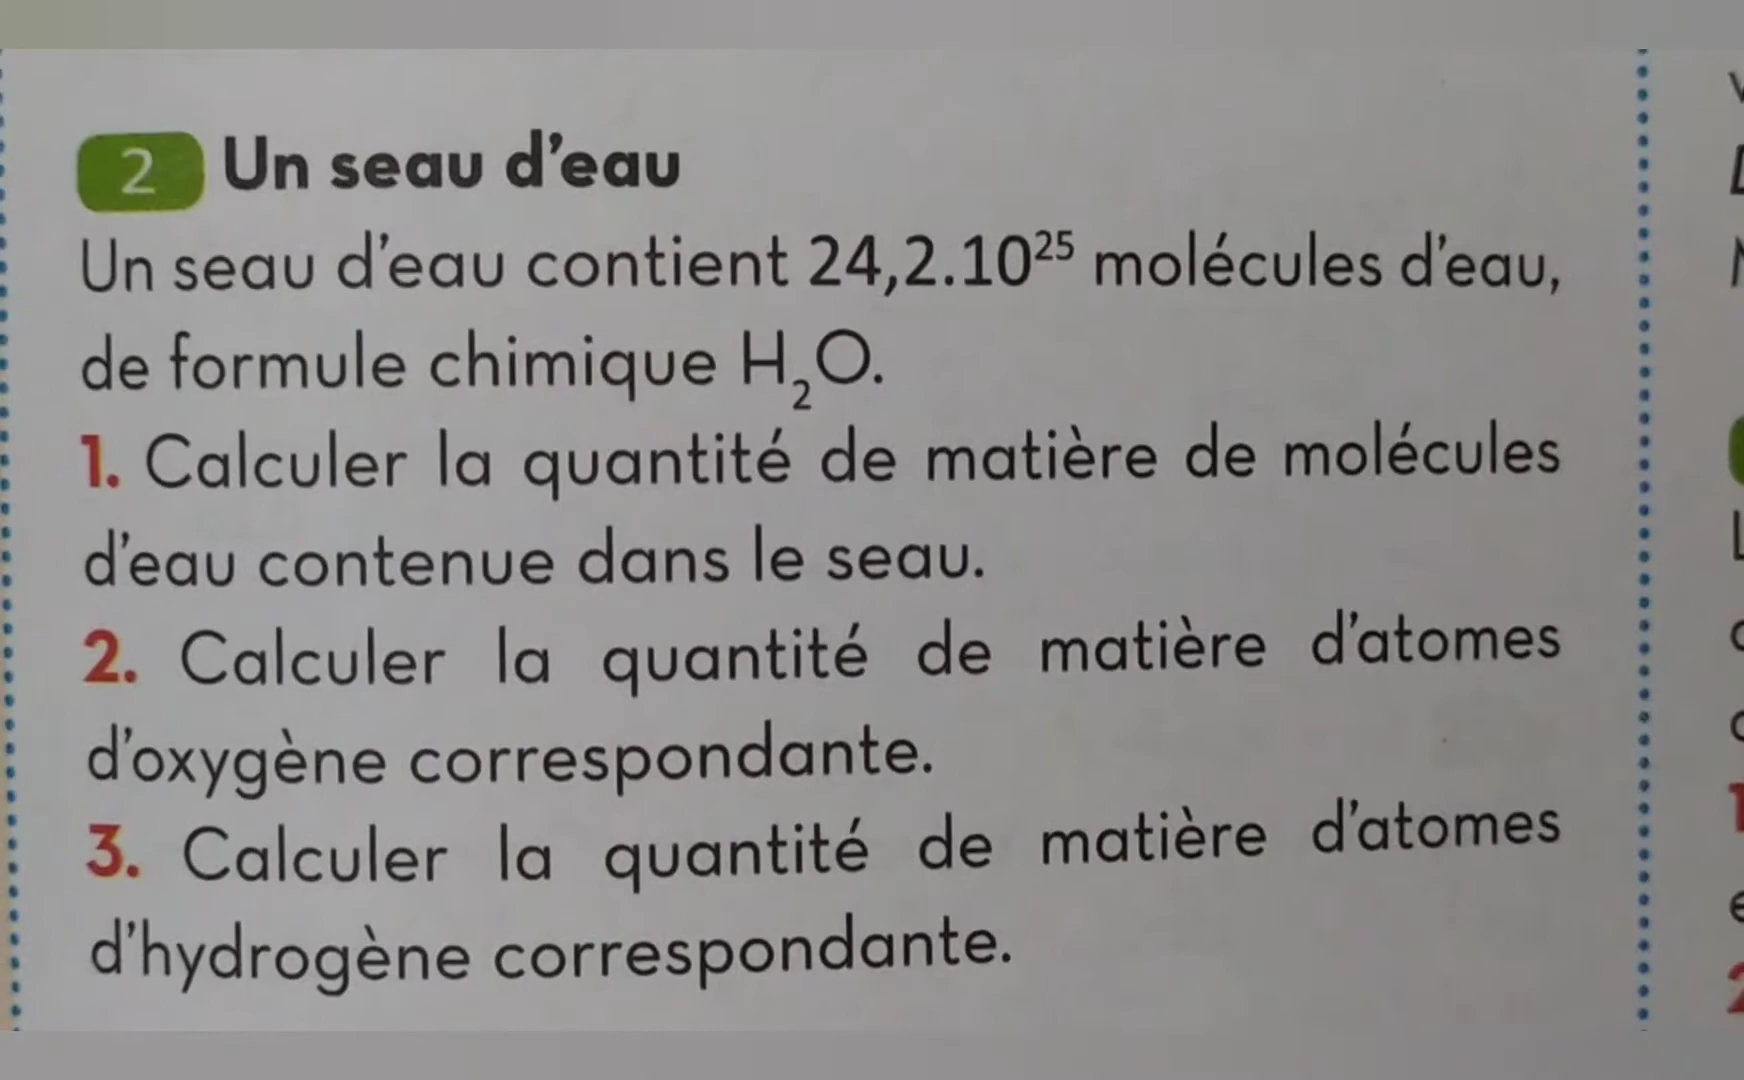 2 Un seau d'eau
Un seau d'eau contient 24,2.10²⁵ molécules d'eau,
de formule chimique H₂O.
1. Calculer la quantité de matière de molécules
d'eau contenue dans le seau.
2. Calculer la quantité de matière d'atomes
d'oxygène correspondante.
3. Calculer la quantité de matière d'atomes
d'hydrogène correspondante.